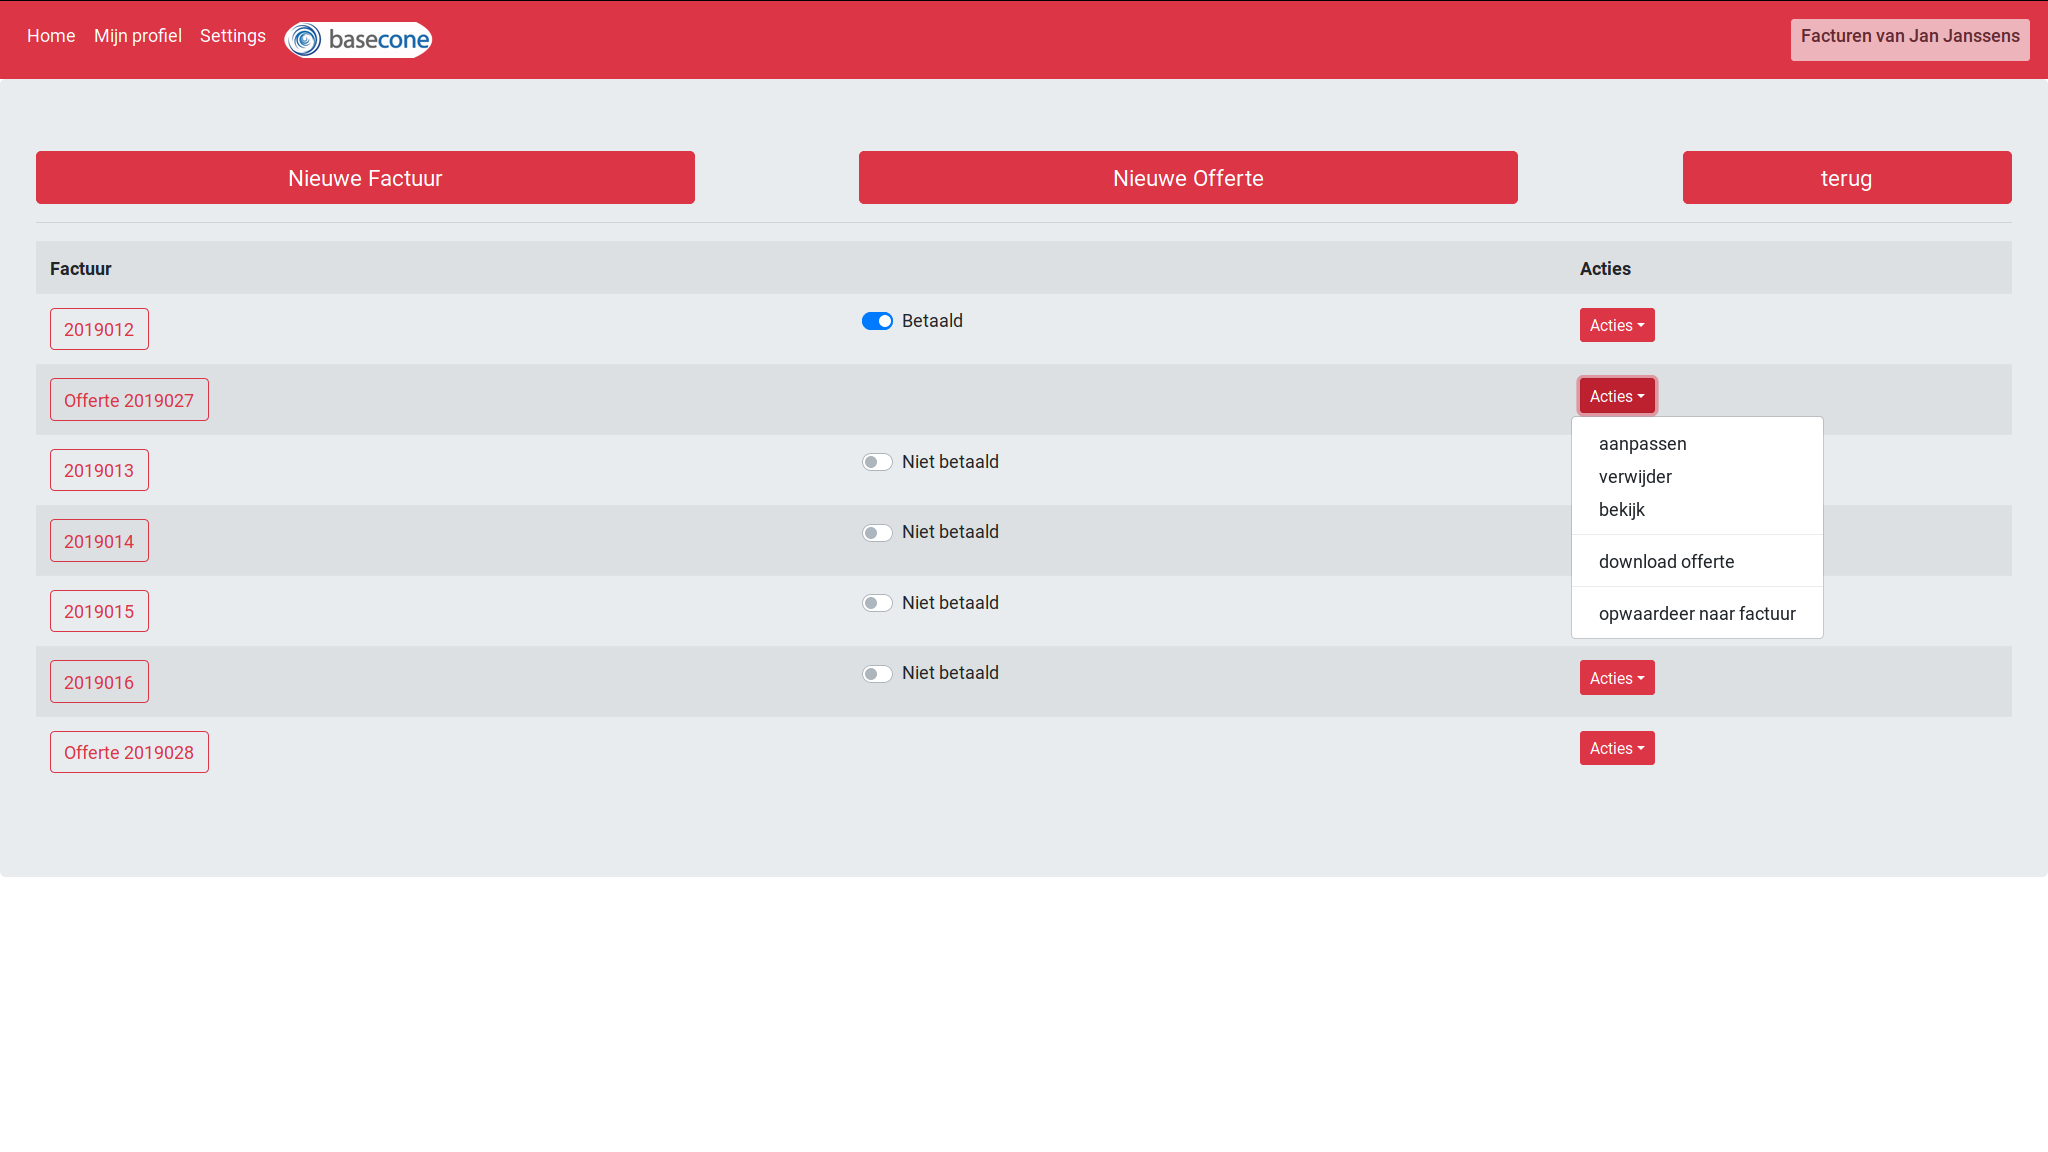 Home Mijn profiel Settings basecone Facturen van Jan Janssens
Nieuwe Factuur Nieuwe Offerte terug
Factuur Acties
2019012 Betaald Acties
Offerte 2019027 Acties
aanpassen
2019013 Niet betaald
verwijder
bekijk
2019014 Niet betaald
download offerte
2019015 Niet betaald
opwaardeer naar factuur
2019016 Niet betaald Acties
Offerte 2019028 Acties